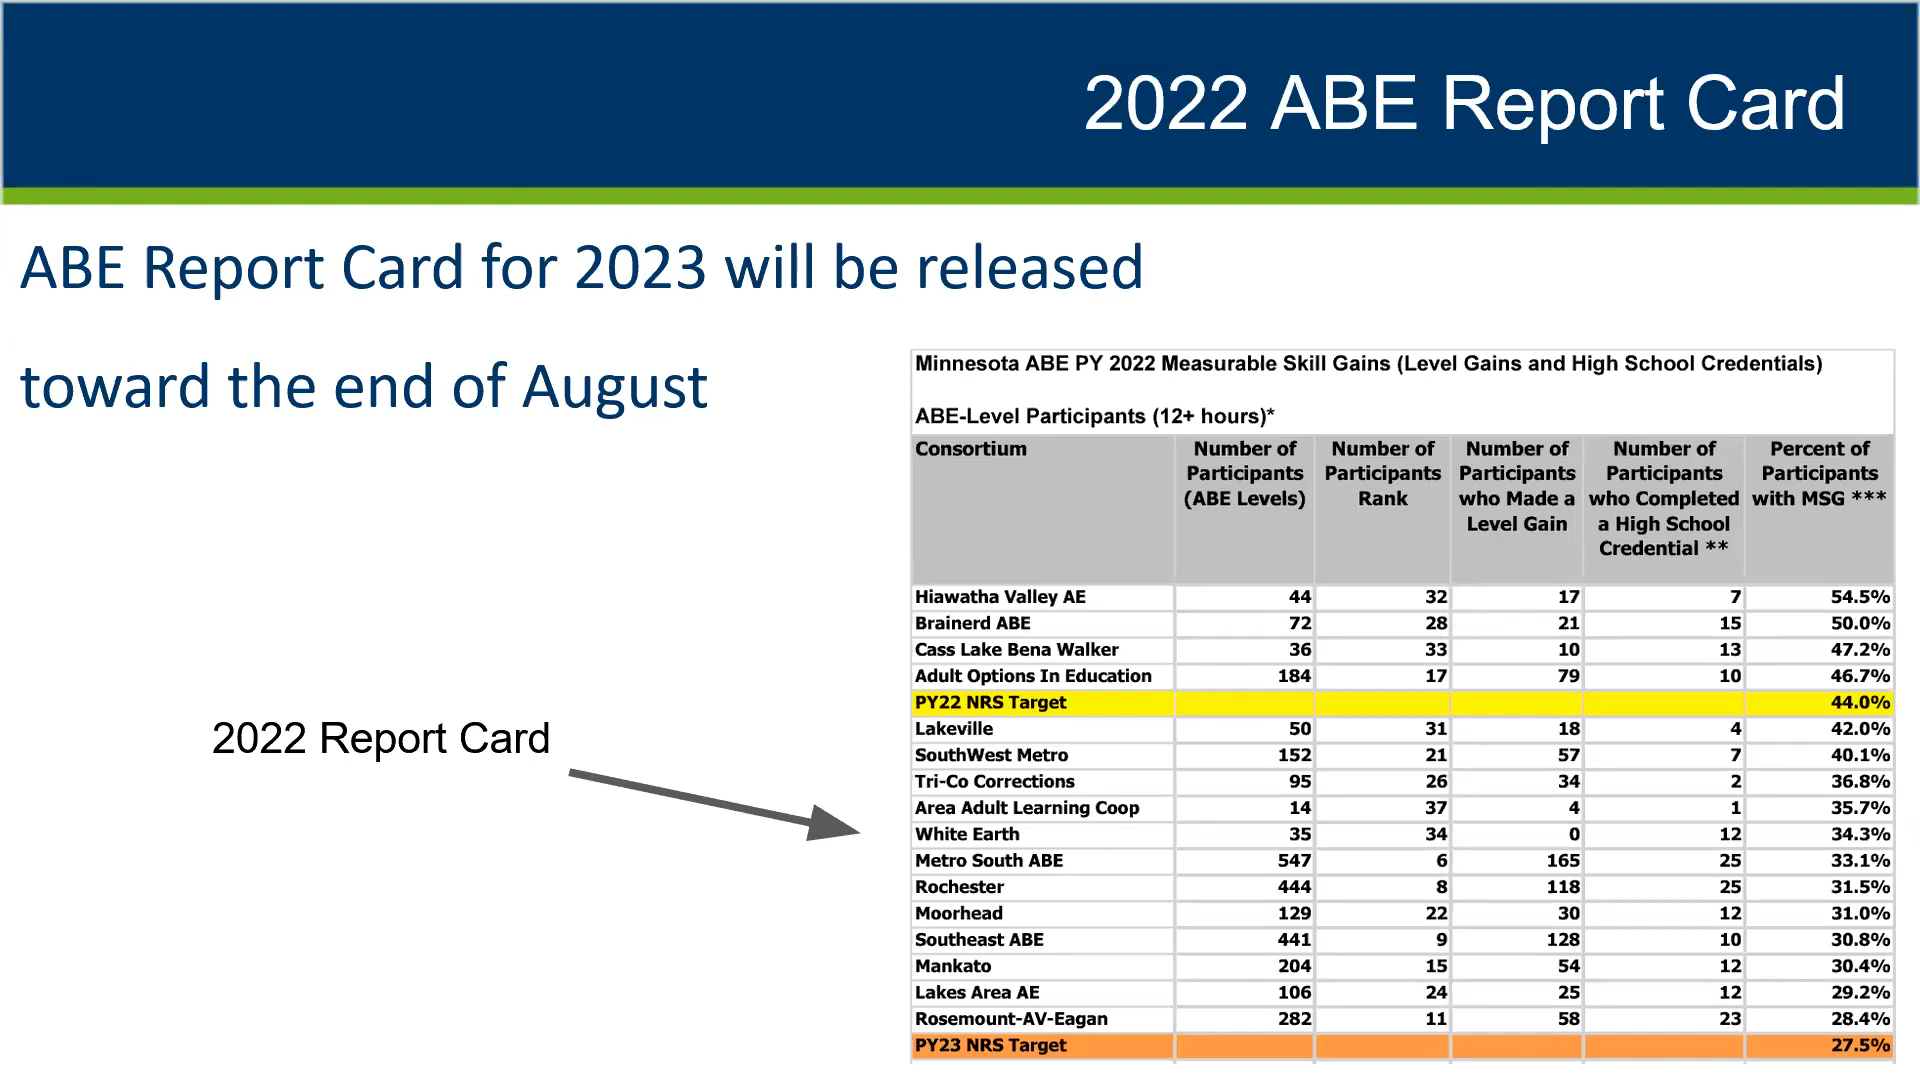 2022 ABE Report Card
ABE Report Card for 2023 will be released
toward the end of August
2022 Report Card
Minnesota ABE PY 2022 Measurable Skill Gains (Level Gains and High School Credentials)
ABE-Level Participants (12+ hours)*
Consortium Number of Participants (ABE Levels) Number of Participants Rank Number of Participants who Made a Level Gain Number of Participants who Completed a High School Credential ** Percent of Participants with MSG ***
Hiawatha Valley AE 44 32 17 7 54.5%
Brainerd ABE 72 28 21 15 50.0%
Cass Lake Bena Walker 36 33 10 13 47.2%
Adult Options In Education 184 17 79 10 46.7%
PY22 NRS Target 44.0%
Lakeville 50 31 18 4 42.0%
SouthWest Metro 152 21 57 7 40.1%
Tri-Co Corrections 95 26 34 2 36.8%
Area Adult Learning Coop 14 37 4 1 35.7%
White Earth 35 34 0 12 34.3%
Metro South ABE 547 6 165 25 33.1%
Rochester 444 8 118 25 31.5%
Moorhead 129 22 30 12 31.0%
Southeast ABE 441 9 128 10 30.8%
Mankato 204 15 54 12 30.4%
Lakes Area AE 106 24 25 12 29.2%
Rosemount-AV-Eagan 282 11 58 23 28.4%
PY23 NRS Target 27.5%